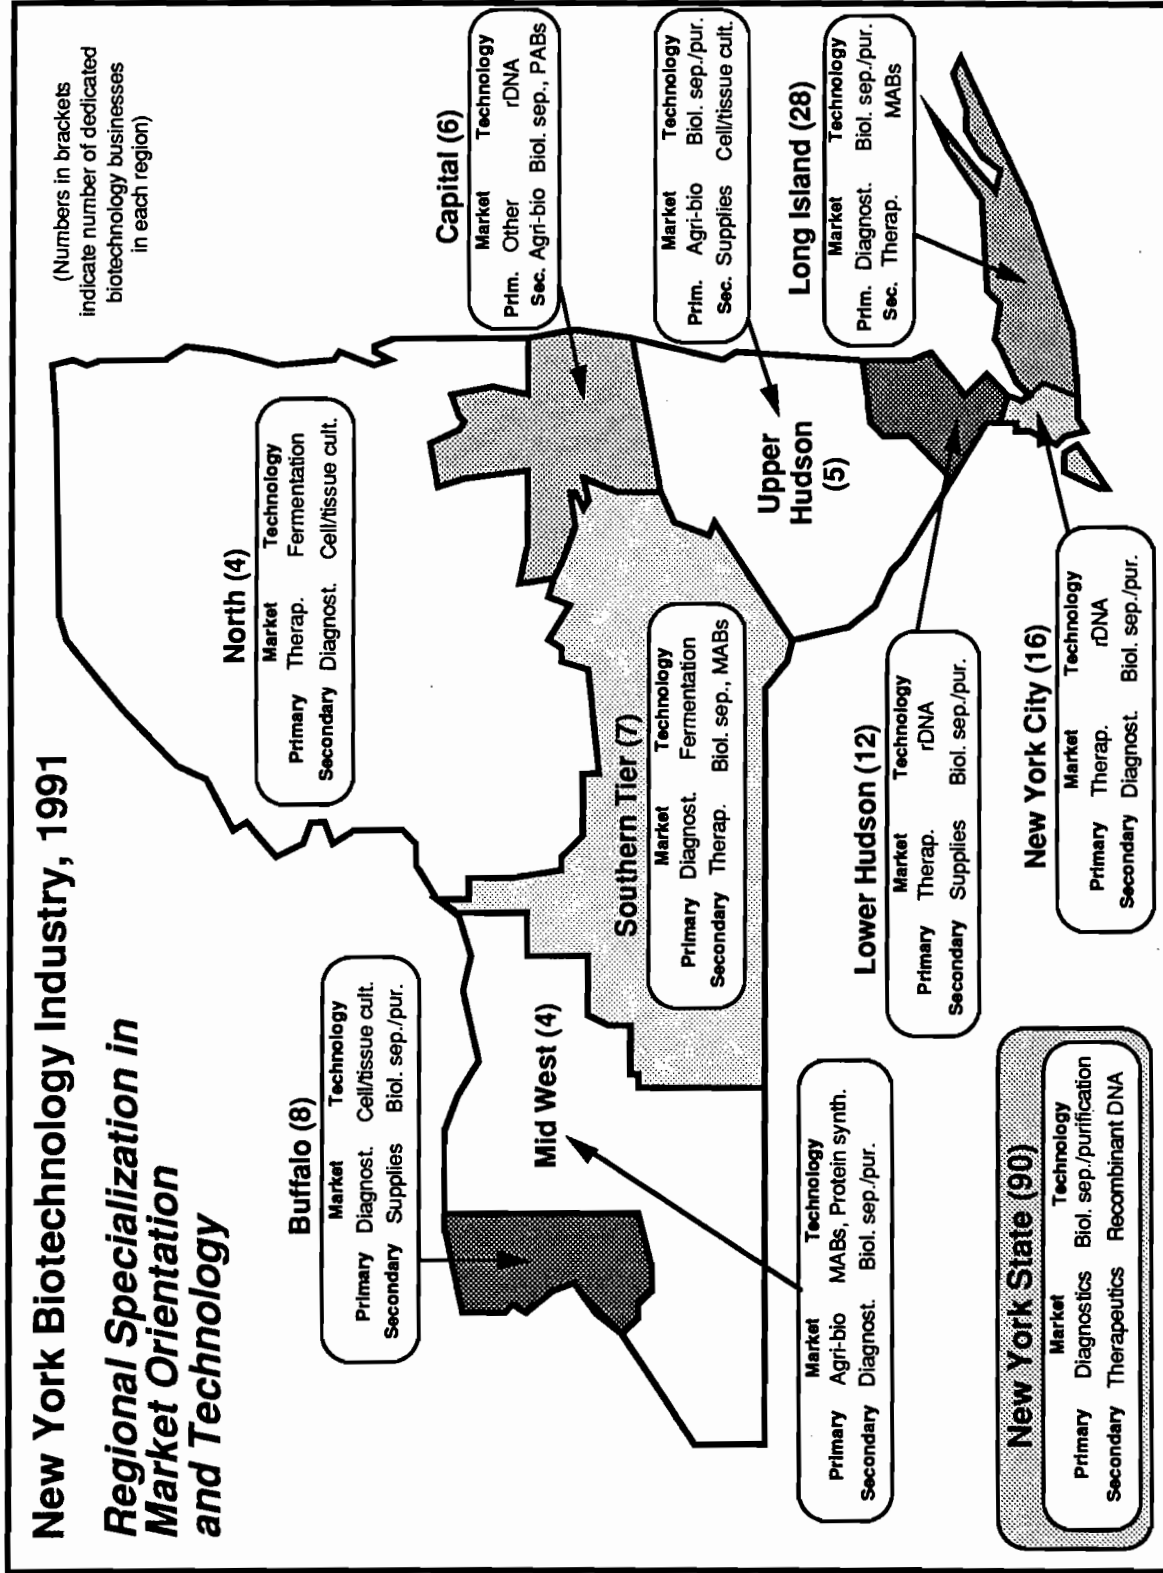 New York Biotechnology Industry, 1991
Regional Specialization in
Market Orientation
and Technology
(Numbers in brackets
indicate number of dedicated
biotechnology businesses
in each region)
North (4)
Market Technology
Primary Therap. Fermentation
Secondary Diagnost. Cell/tissue cult.
Capital (6)
Market Technology
Prim. Other rDNA
Sec. Agri-bio Biol. sep., PABs
Buffalo (8)
Market Technology
Primary Diagnost. Cell/tissue cult.
Secondary Supplies Biol. sep./pur.
Mid West (4)
Market Technology
Primary Agri-bio MABs, Protein synth.
Secondary Diagnost. Biol. sep./pur.
Southern Tier (7)
Market Technology
Primary Diagnost. Fermentation
Secondary Therap. Biol. sep., MABs
Upper
Hudson
(5)
Market Technology
Prim. Agri-bio Biol. sep./pur.
Sec. Supplies Cell/tissue cult.
Long Island (28)
Market Technology
Prim. Diagnost. Biol. sep./pur.
Sec. Therap. MABs
Lower Hudson (12)
Market Technology
Primary Therap. rDNA
Secondary Supplies Biol. sep./pur.
New York City (16)
Market Technology
Primary Therap. rDNA
Secondary Diagnost. Biol. sep./pur.
New York State (90)
Market Technology
Primary Diagnostics Biol. sep./purification
Secondary Therapeutics Recombinant DNA